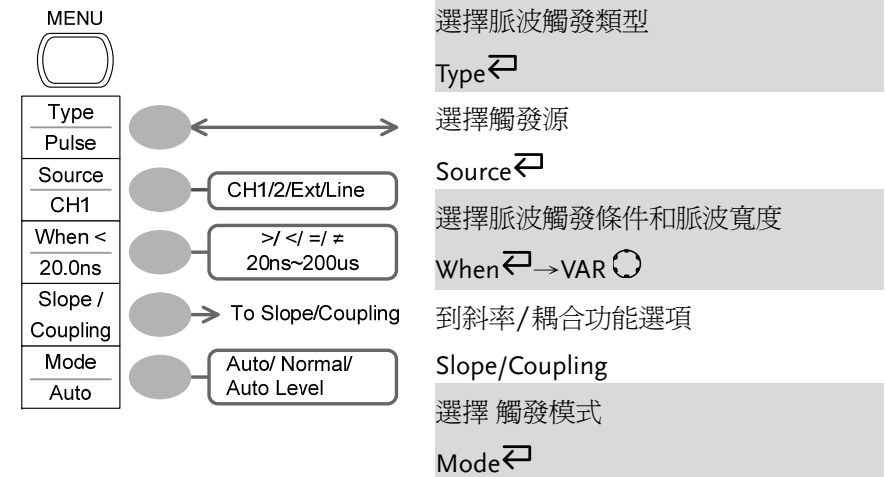 MENU
Type
Pulse
Source
CH1
CH1/2/Ext/Line
When <
20.0ns
>/ </ =/ ≠
20ns~200us
Slope /
Coupling
To Slope/Coupling
Mode
Auto
Auto/ Normal/
Auto Level
選擇脈波觸發類型
Type
選擇觸發源
Source
選擇脈波觸發條件和脈波寬度
When→VAR
到斜率/耦合功能選項
Slope/Coupling
選擇 觸發模式
Mode